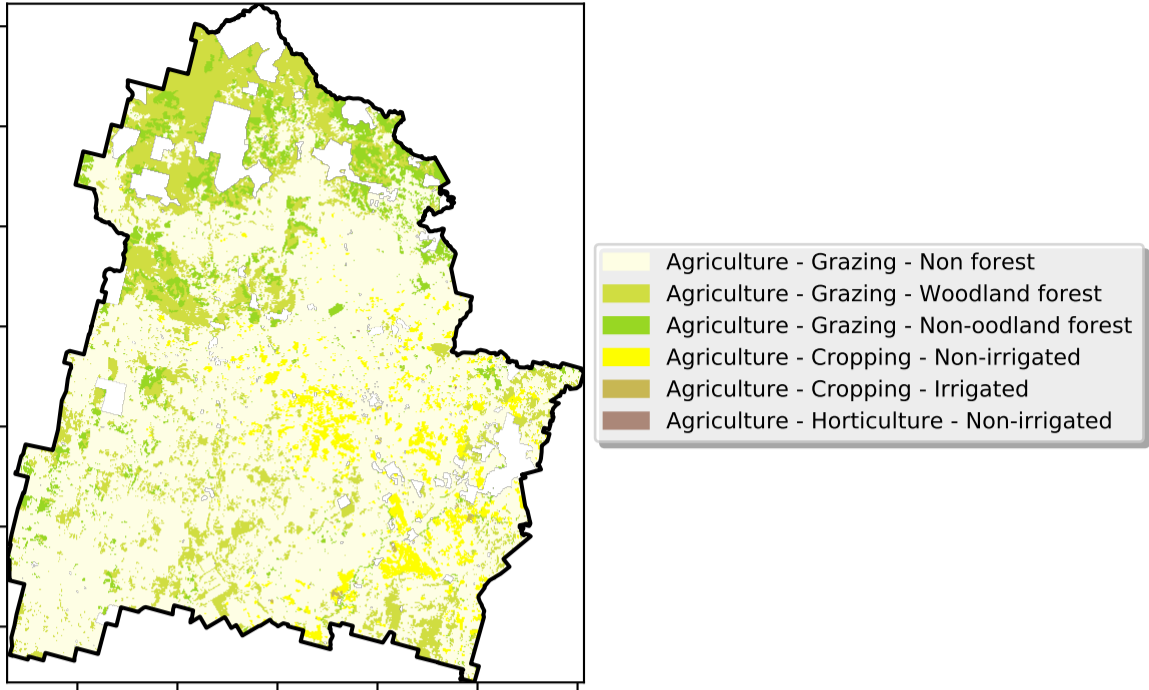 Agriculture - Grazing - Non forest
Agriculture - Grazing - Woodland forest
Agriculture - Grazing - Non-oodland forest
Agriculture - Cropping - Non-irrigated
Agriculture - Cropping - Irrigated
Agriculture - Horticulture - Non-irrigated